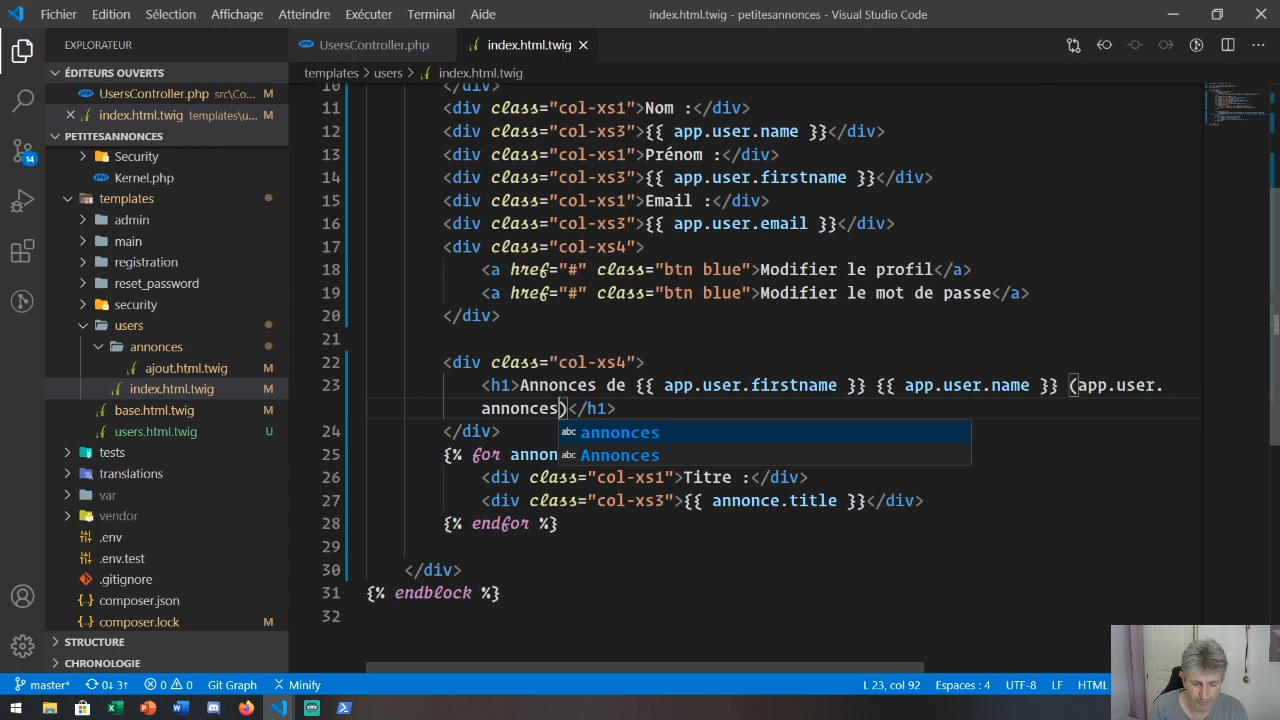 Fichier Edition Sélection Affichage Atteindre Exécuter Terminal Aide
index.html.twig - petitesannonces - Visual Studio Code
EXPLORATEUR
ÉDITEURS OUVERTS
UsersController.php src\Co... M
index.html.twig templates\u... M
PETITESANNONCES
Security
Kernel.php
templates
admin
main
registration
reset_password
security
users
annonces
ajout.html.twig M
index.html.twig M
base.html.twig M
users.html.twig U
tests
translations
var
vendor
.env
.env.test
.gitignore
composer.json
composer.lock M
STRUCTURE
CHRONOLOGIE
UsersController.php
index.html.twig
templates > users > index.html.twig
10 </div>
11 <div class="col-xs1">Nom :</div>
12 <div class="col-xs3">{{ app.user.name }}</div>
13 <div class="col-xs1">Prénom :</div>
14 <div class="col-xs3">{{ app.user.firstname }}</div>
15 <div class="col-xs1">Email :</div>
16 <div class="col-xs3">{{ app.user.email }}</div>
17 <div class="col-xs4">
18 <a href="#" class="btn blue">Modifier le profil</a>
19 <a href="#" class="btn blue">Modifier le mot de passe</a>
20 </div>
21
22 <div class="col-xs4">
23 <h1>Annonces de {{ app.user.firstname }} {{ app.user.name }} (app.user.
annonces)</h1>
24 </div>
abc annonces
abc Annonces
25 {% for annon
26 <div class="col-xs1">Titre :</div>
27 <div class="col-xs3">{{ annonce.title }}</div>
28 {% endfor %}
29
30 </div>
31 {% endblock %}
32
14
master* 0↓ 3↑ 0 0 Git Graph Minify
L 23, col 92 Espaces : 4 UTF-8 LF HTML